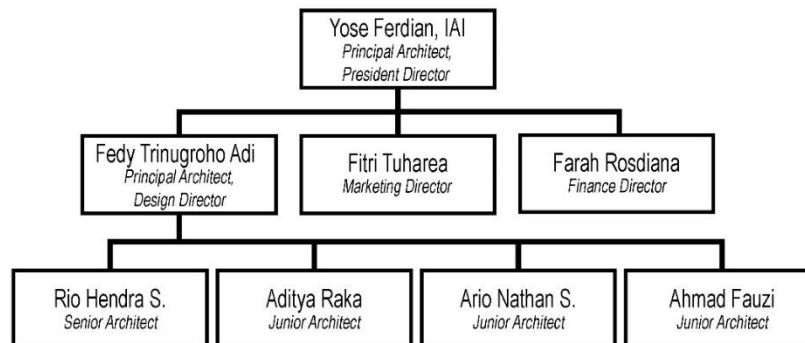 Yose Ferdian, IAI
Principal Architect,
President Director
Fedy Trinugroho Adi
Principal Architect,
Design Director
Fitri Tuharea
Marketing Director
Farah Rosdiana
Finance Director
Rio Hendra S.
Senior Architect
Aditya Raka
Junior Architect
Ario Nathan S.
Junior Architect
Ahmad Fauzi
Junior Architect